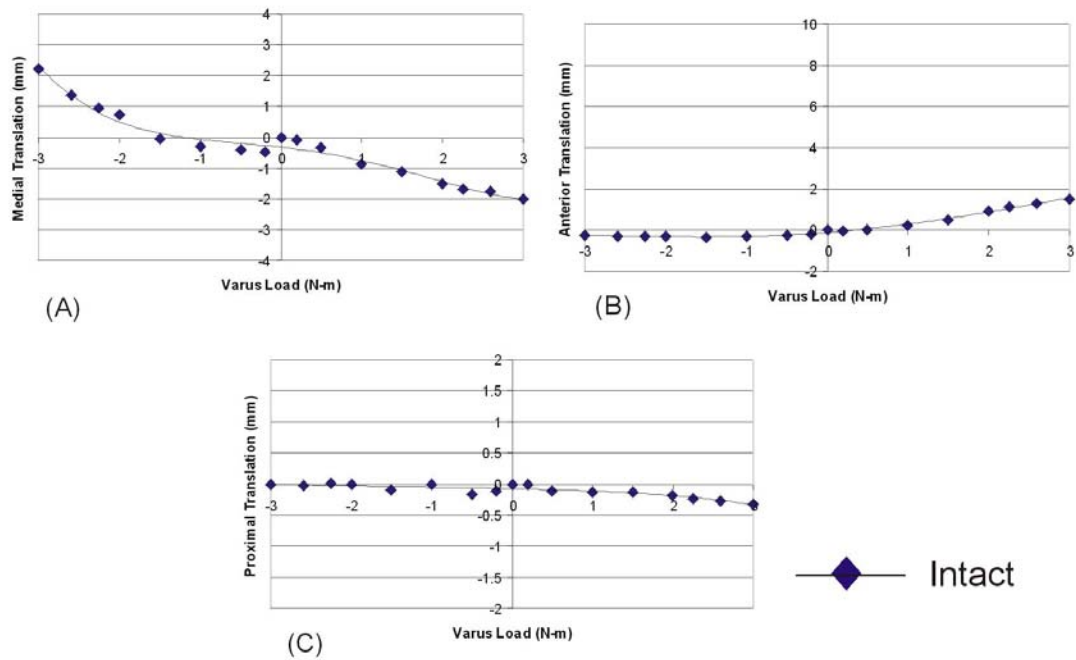 4
3
2
1
0
-1
-2
-3
-4
-3 -2 -1 0 1 2 3
Medial Translation (mm)
Varus Load (N-m)
(A)
10
8
6
4
2
0
-2
-3 -2 -1 0 1 2 3
Anterior Translation (mm)
Varus Load (N-m)
(B)
2
1.5
1
0.5
0
-0.5
-1
-1.5
-2
-3 -2 -1 0 1 2 3
Proximal Translation (mm)
Varus Load (N-m)
(C)
Intact